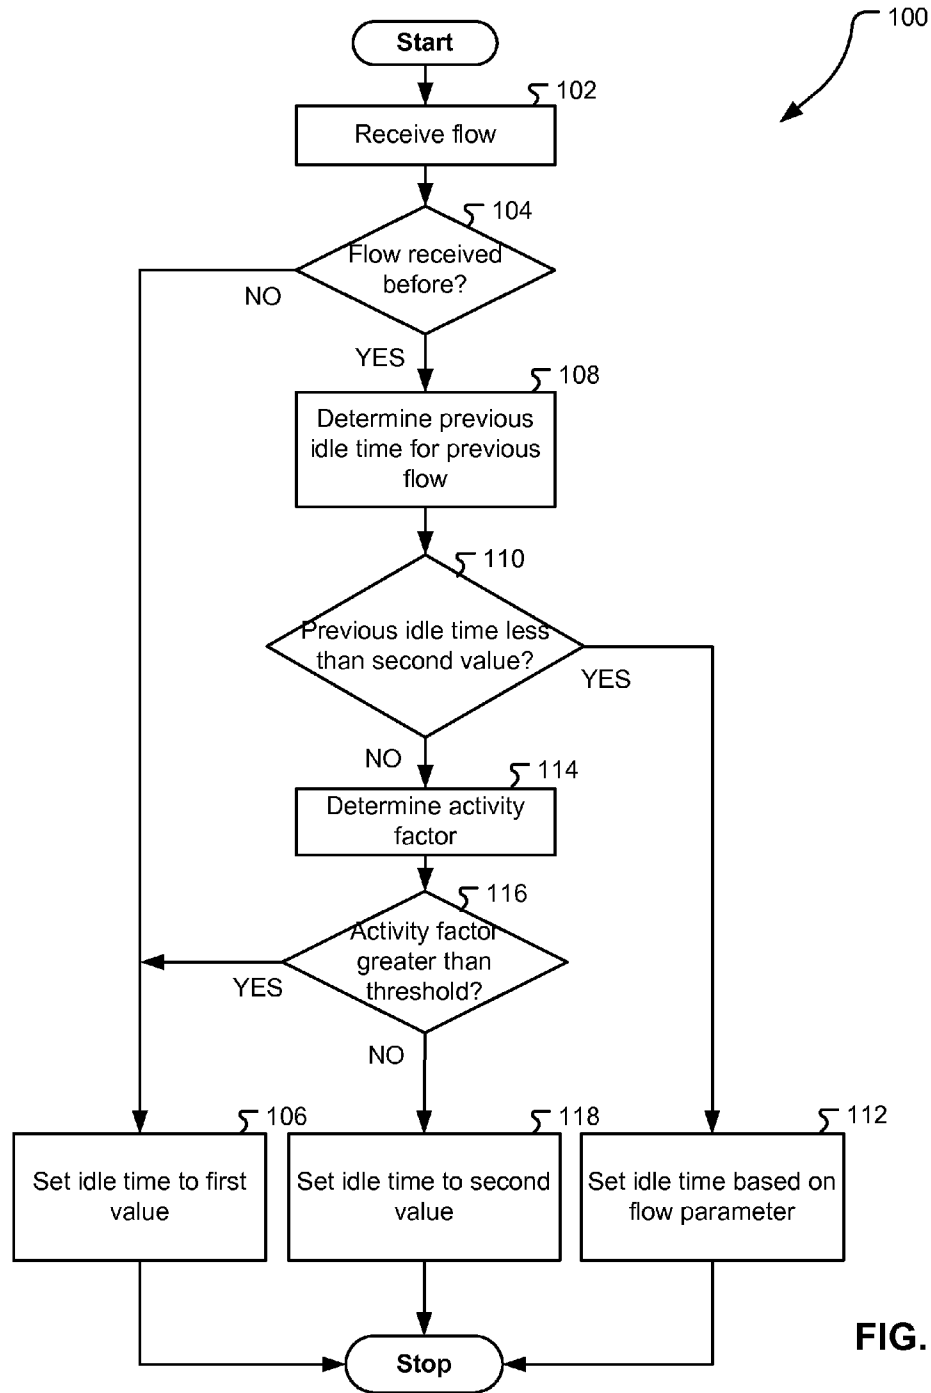 100
Start
102
Receive flow
104
Flow received
before?
NO
YES
108
Determine previous
idle time for previous
flow
110
Previous idle time less
than second value?
YES
NO
114
Determine activity
factor
116
Activity factor
greater than
threshold?
YES
NO
106
118
112
Set idle time to first
value
Set idle time to second
value
Set idle time based on
flow parameter
Stop
FIG.